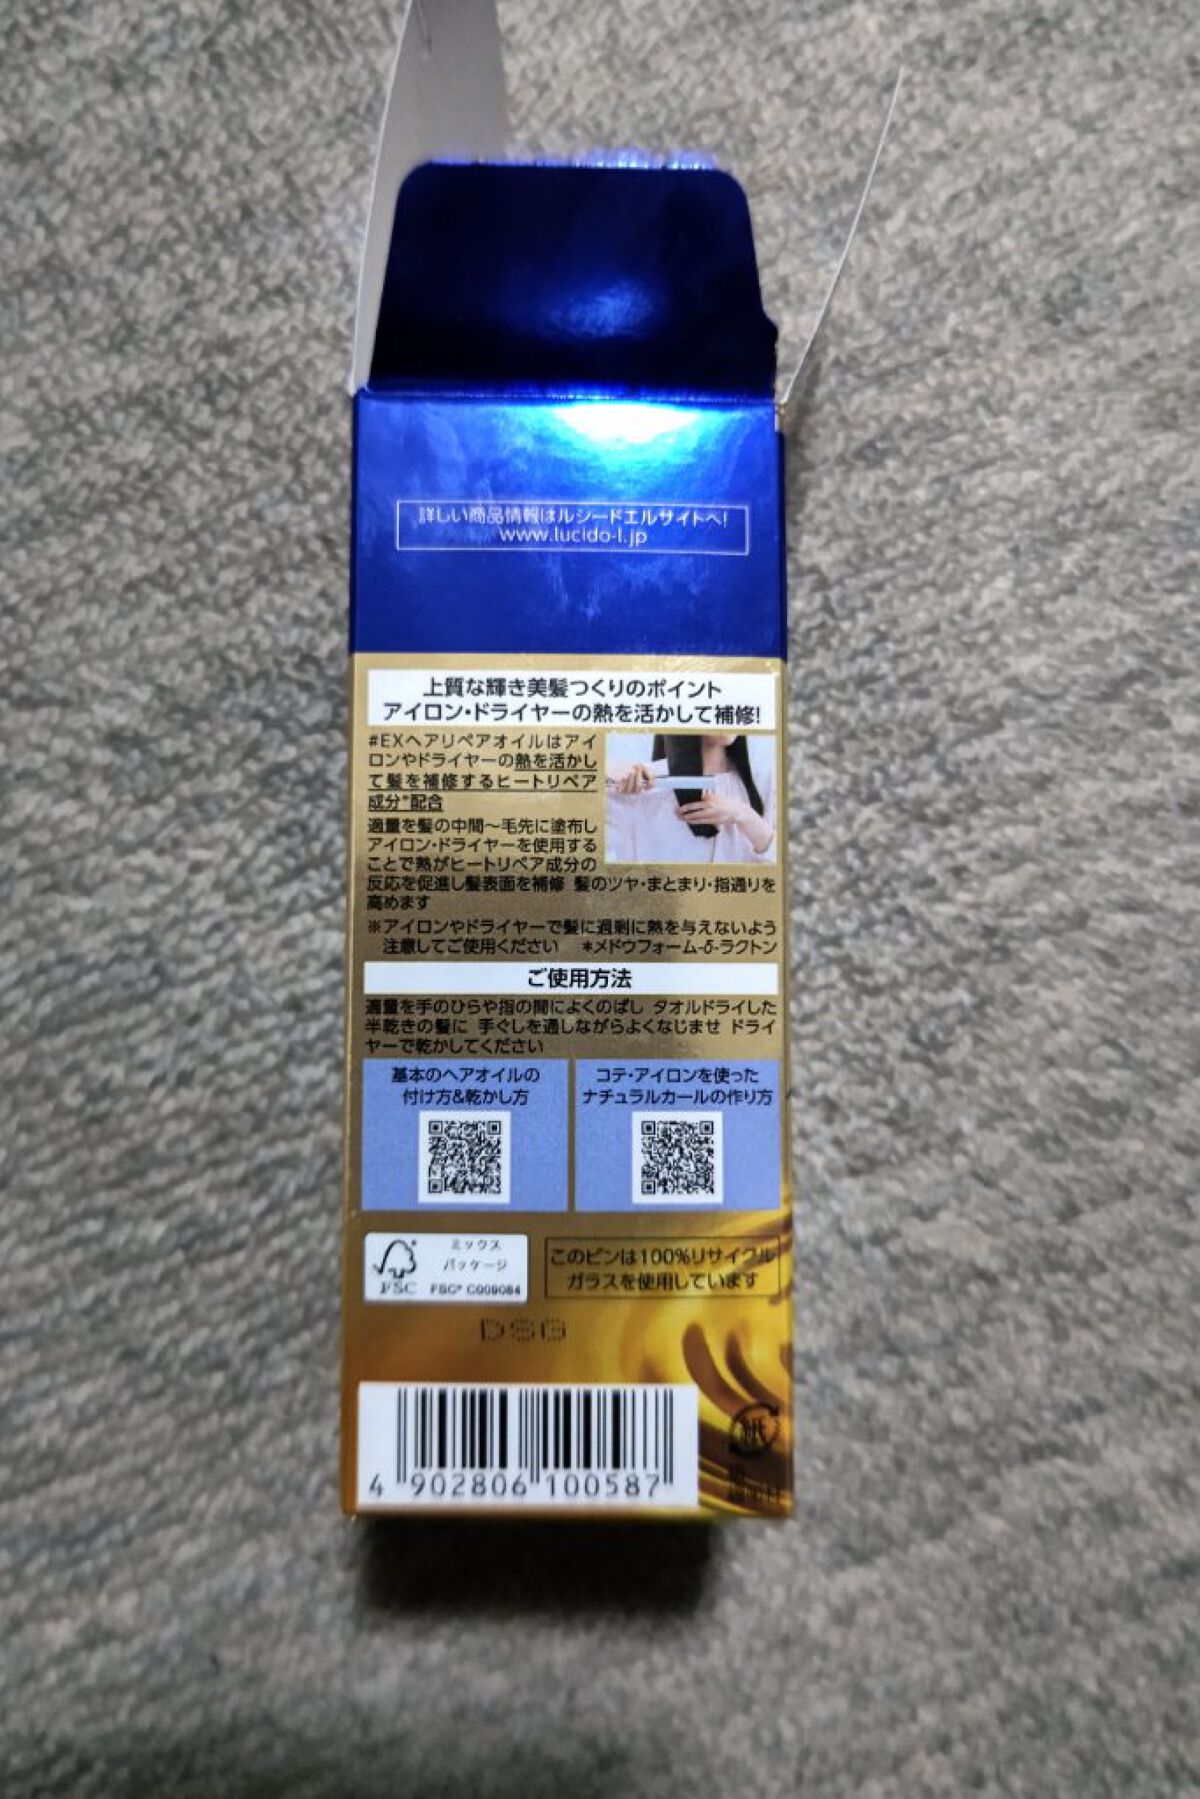 詳しい商品情報はルシードエルサイトへ!
www.lucido-l.jp
上質な輝き美髪つくりのポイント
アイロン・ドライヤーの熱を活かして補修!
#EXヘアリペアオイルはアイ
ロンやドライヤーの熱を活かし
て髪を補修するヒートリペア
成分*配合
適量を髪の中間~毛先に塗布し
アイロン・ドライヤーを使用する
ことで熱がヒートリペア成分の
反応を促進し髪表面を補修 髪のツヤ・まとまり・指通りを
高めます
※アイロンやドライヤーで髪に過剰に熱を与えないよう
注意してご使用ください *メドウフォーム-δ-ラクトン
ご使用方法
適量を手のひらや指の間によくのばし タオルドライした
半乾きの髪に 手ぐしを通しながらよくなじませ ドライ
ヤーで乾かしてください
基本のヘアオイルの
付け方&乾かし方
コテ・アイロンを使った
ナチュラルカールの作り方
ミックス
パッケージ
FSC
FSC® C009084
このビンは100%リサイクル
ガラスを使用しています
DSG
紙
4 902806 100587